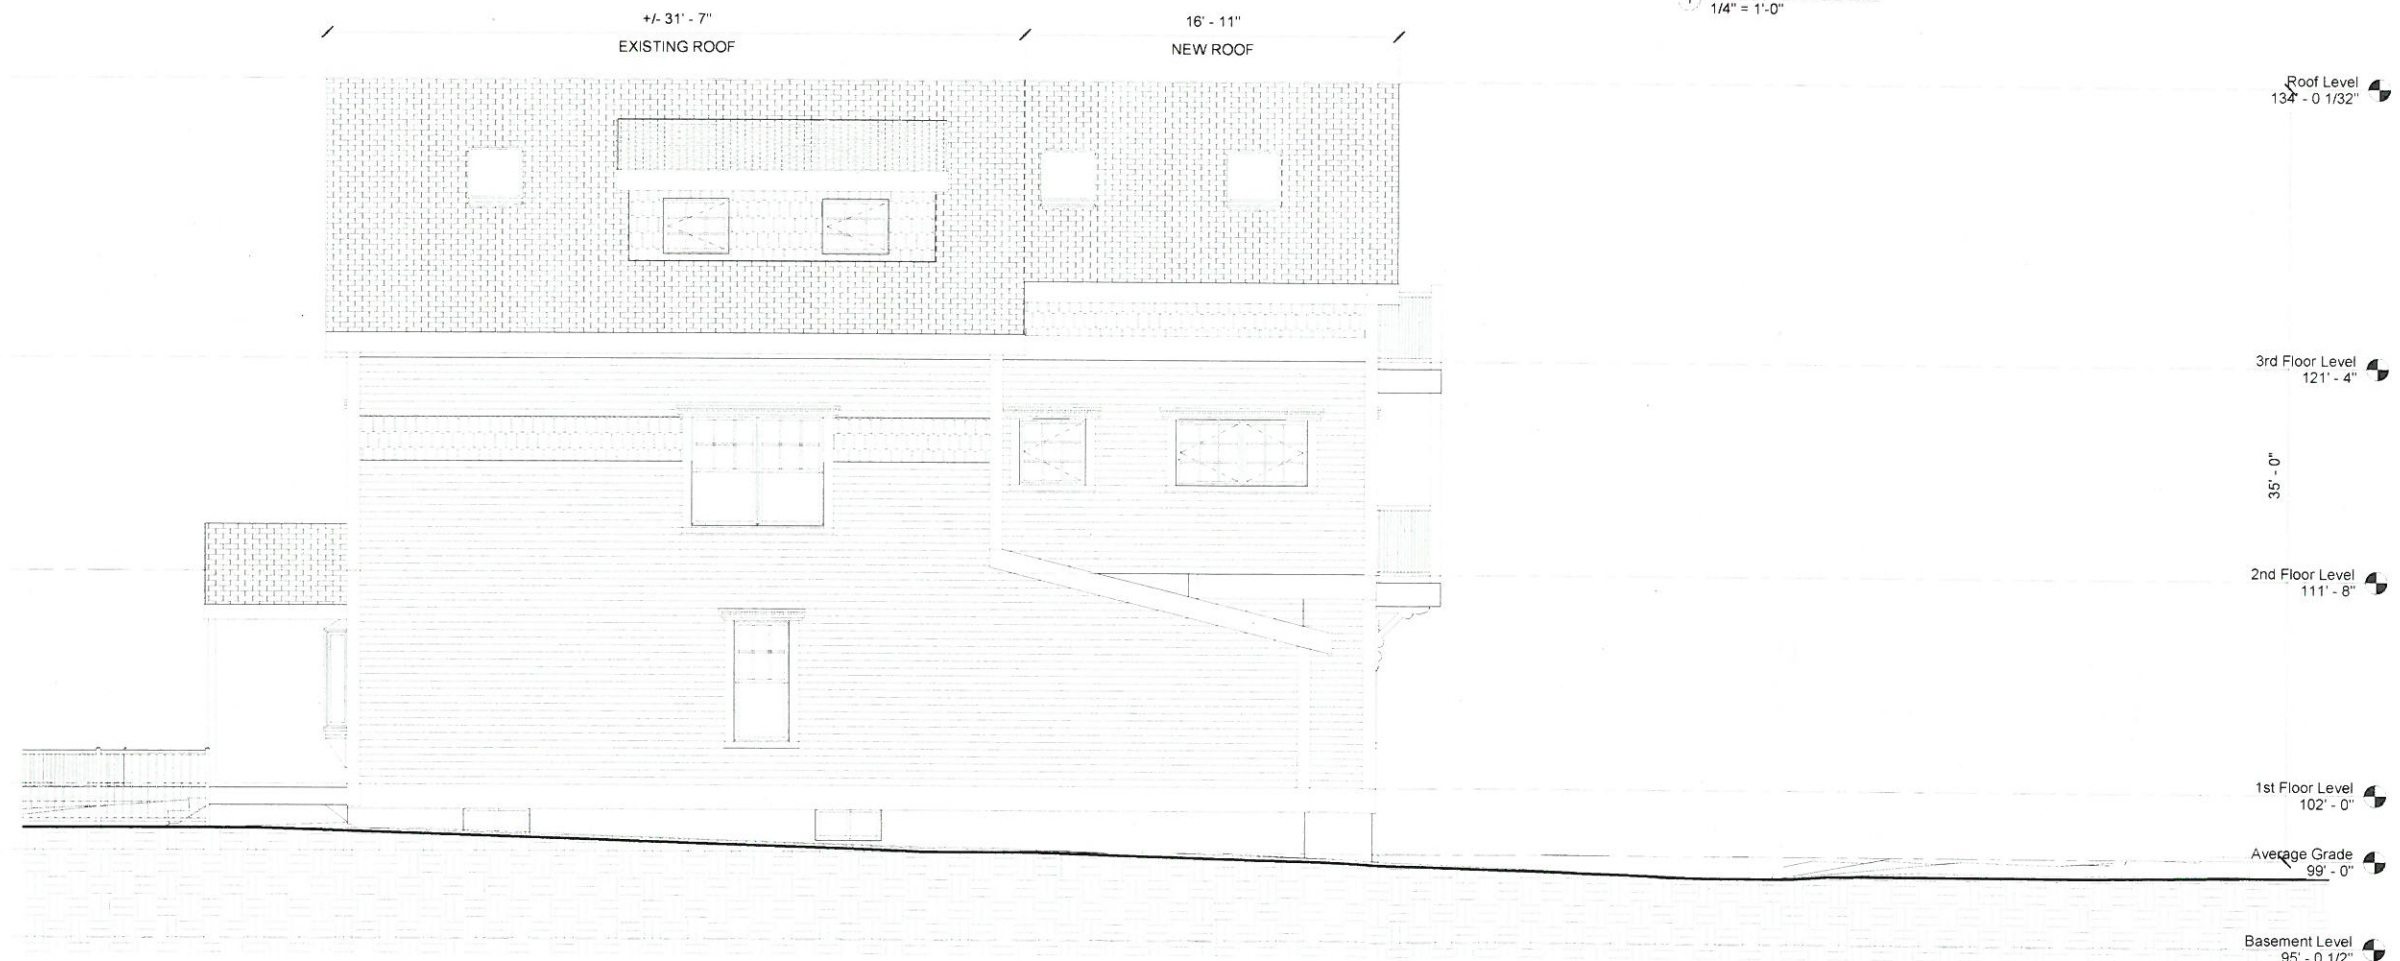 1/4" = 1'-0"
+/- 31' - 7"
16' - 11"
EXISTING ROOF
NEW ROOF
Roof Level
134' - 0 1/32"
3rd Floor Level
121' - 4"
35' - 0"
2nd Floor Level
111' - 8"
1st Floor Level
102' - 0"
Average Grade
99' - 0"
Basement Level
95' - 0 1/2"